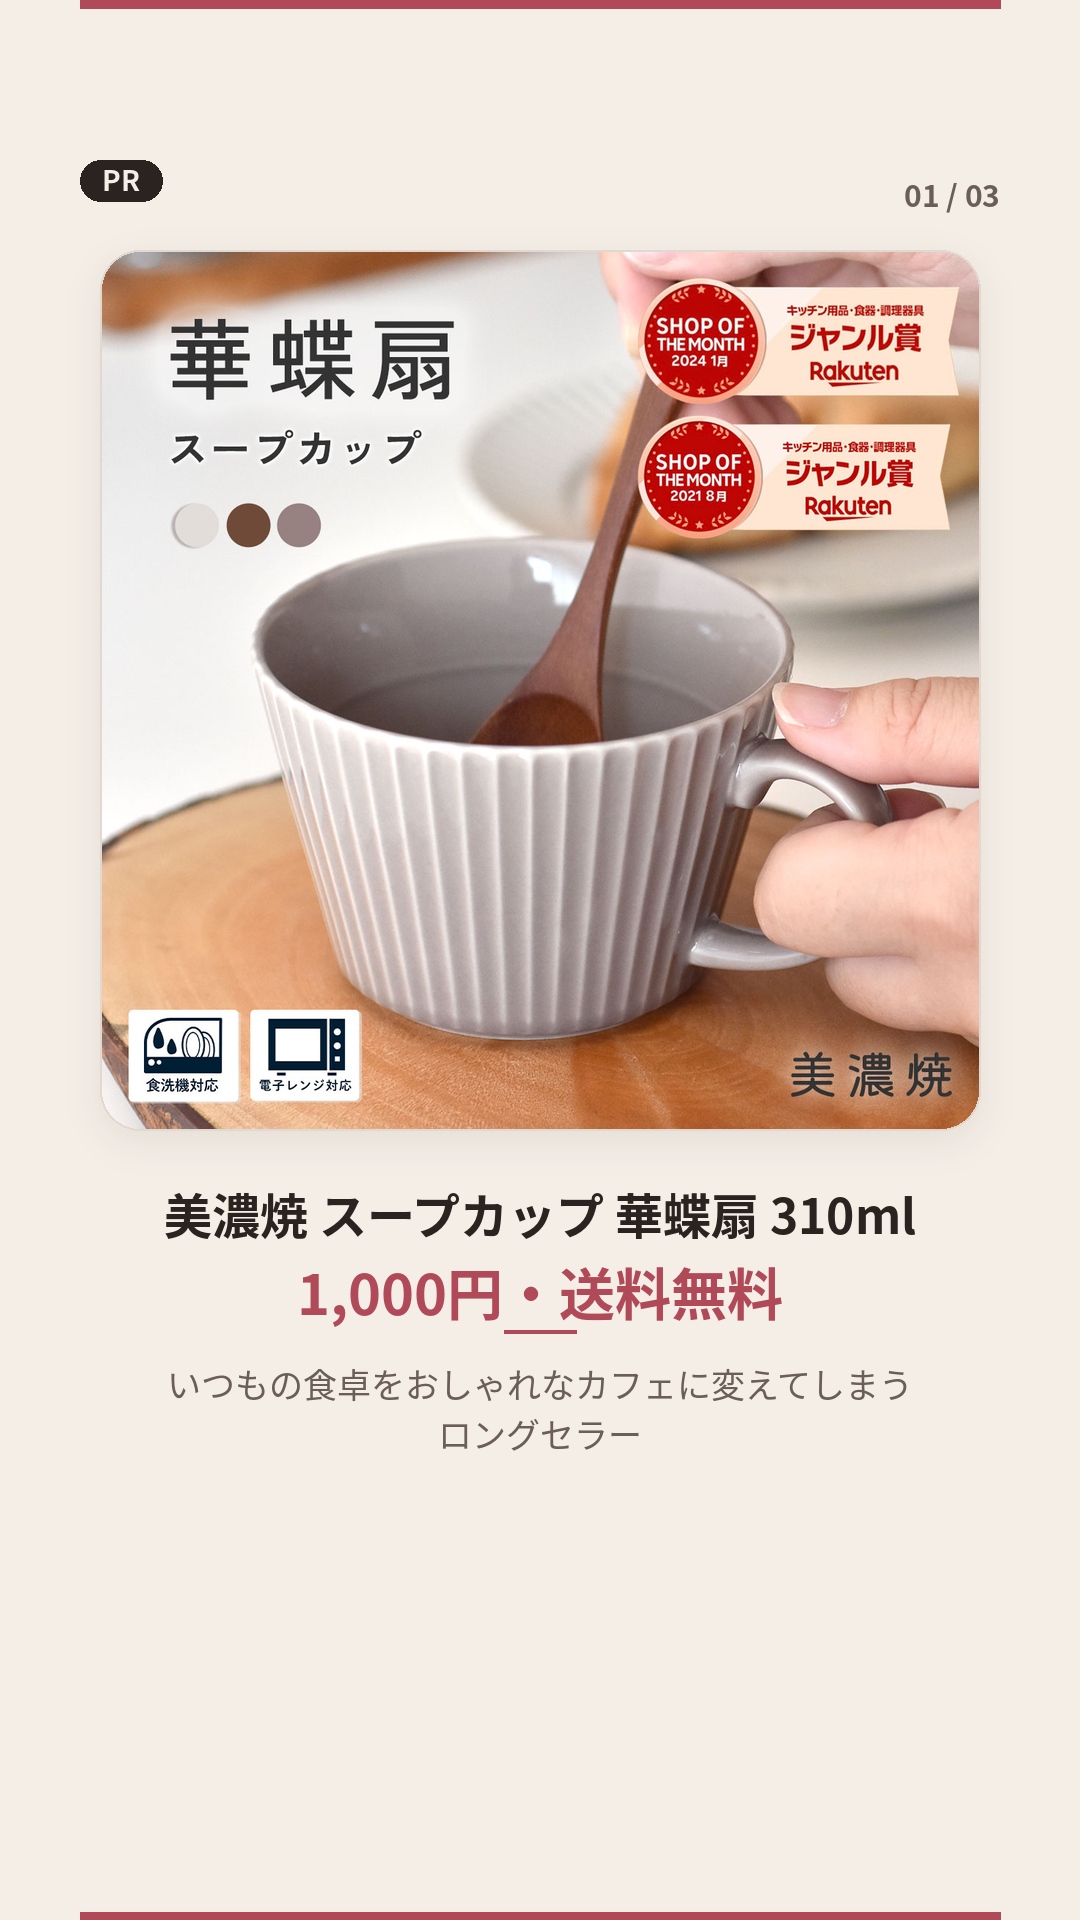 PR
01 / 03
華蝶扇
スープカップ
SHOP OF
THE MONTH
2024 1月
キッチン用品・食器・調理器具
ジャンル賞
Rakuten
SHOP OF
THE MONTH
2021 8月
キッチン用品・食器・調理器具
ジャンル賞
Rakuten
食洗機対応
電子レンジ対応
美濃焼
美濃焼 スープカップ 華蝶扇 310ml
1,000円・送料無料
いつもの食卓をおしゃれなカフェに変えてしまう
ロングセラー